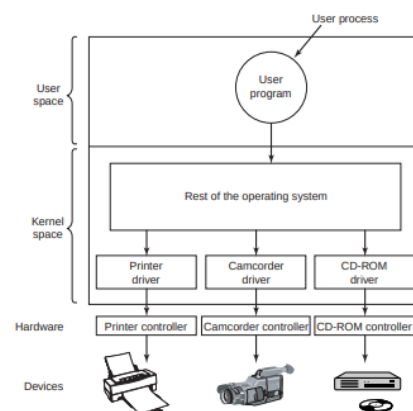 User process
User
space
User
program
Rest of the operating system
Kernel
space
Printer
driver
Camcorder
driver
CD-ROM
driver
Hardware
Printer controller
Camcorder controller
CD-ROM controller
Devices